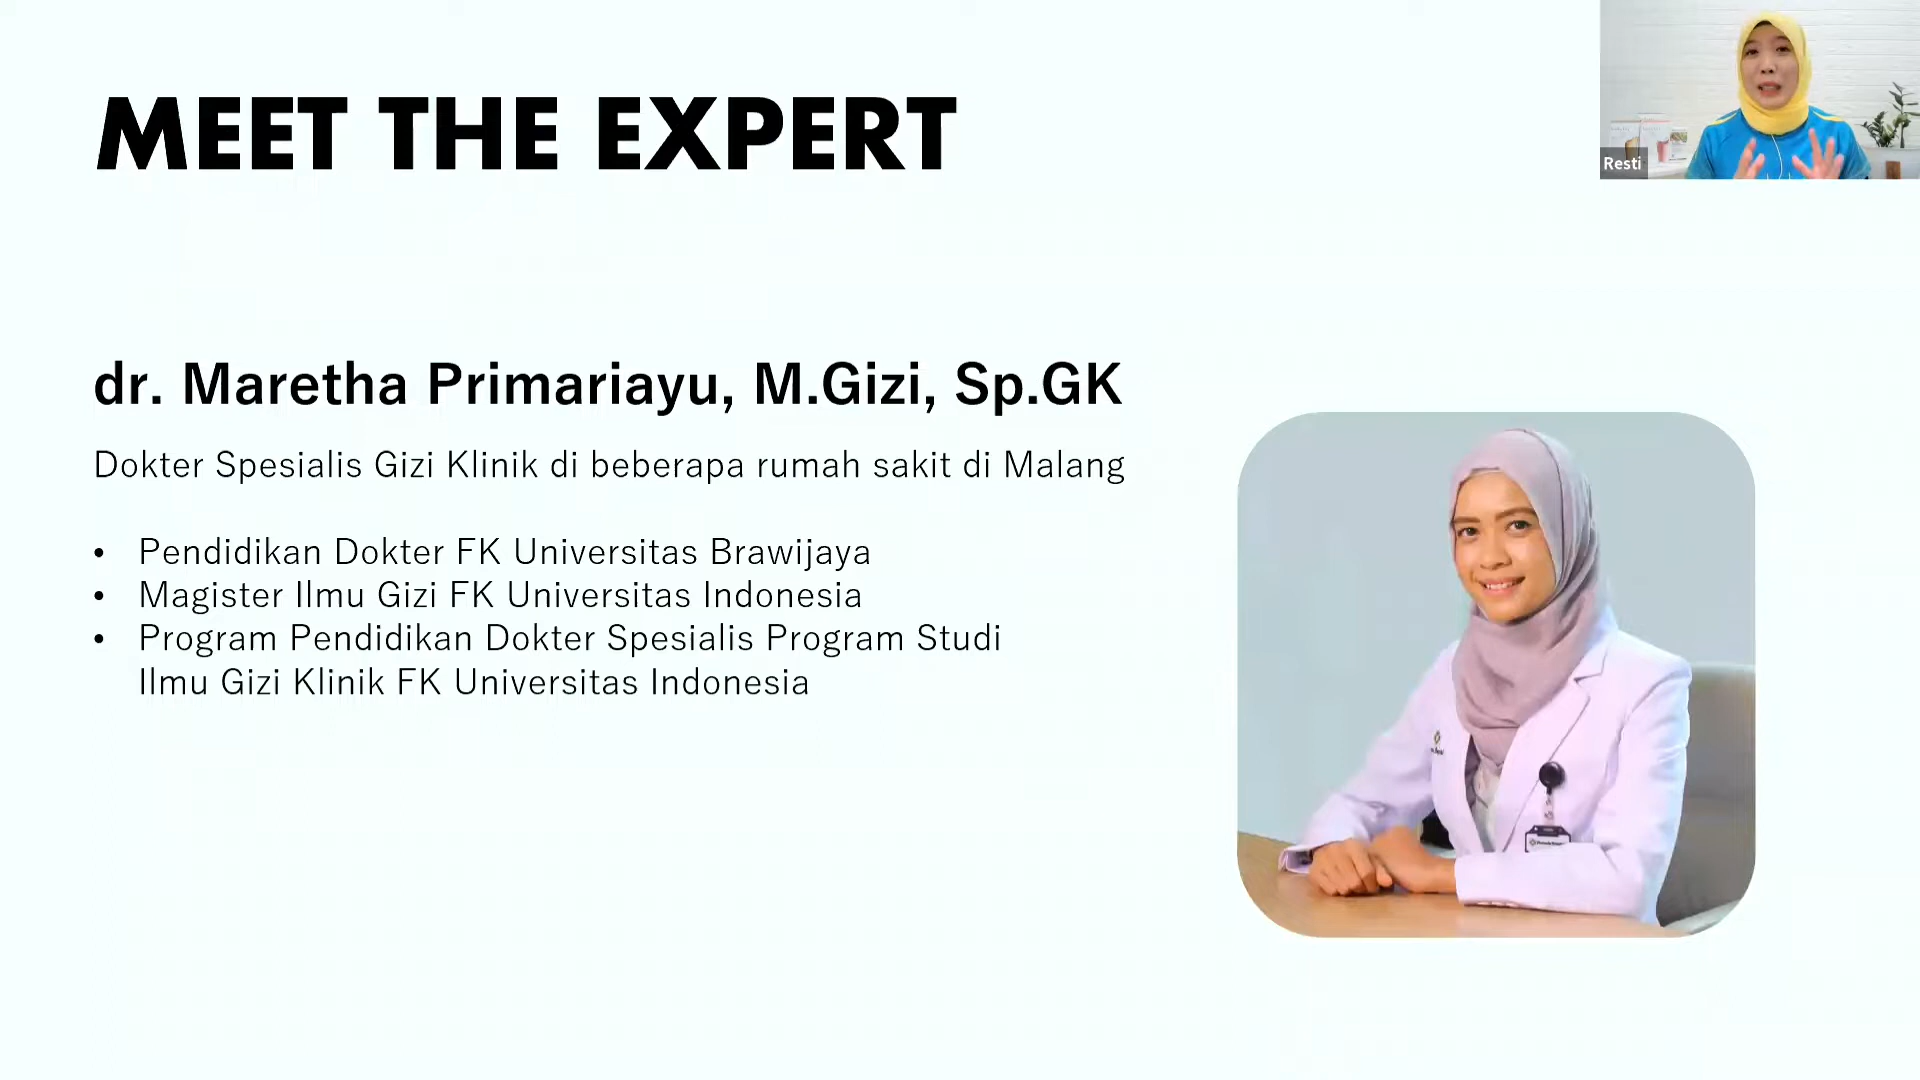 MEET THE EXPERT
Resti
dr. Maretha Primariayu, M.Gizi, Sp.GK
Dokter Spesialis Gizi Klinik di beberapa rumah sakit di Malang
• Pendidikan Dokter FK Universitas Brawijaya
• Magister Ilmu Gizi FK Universitas Indonesia
• Program Pendidikan Dokter Spesialis Program Studi
Ilmu Gizi Klinik FK Universitas Indonesia